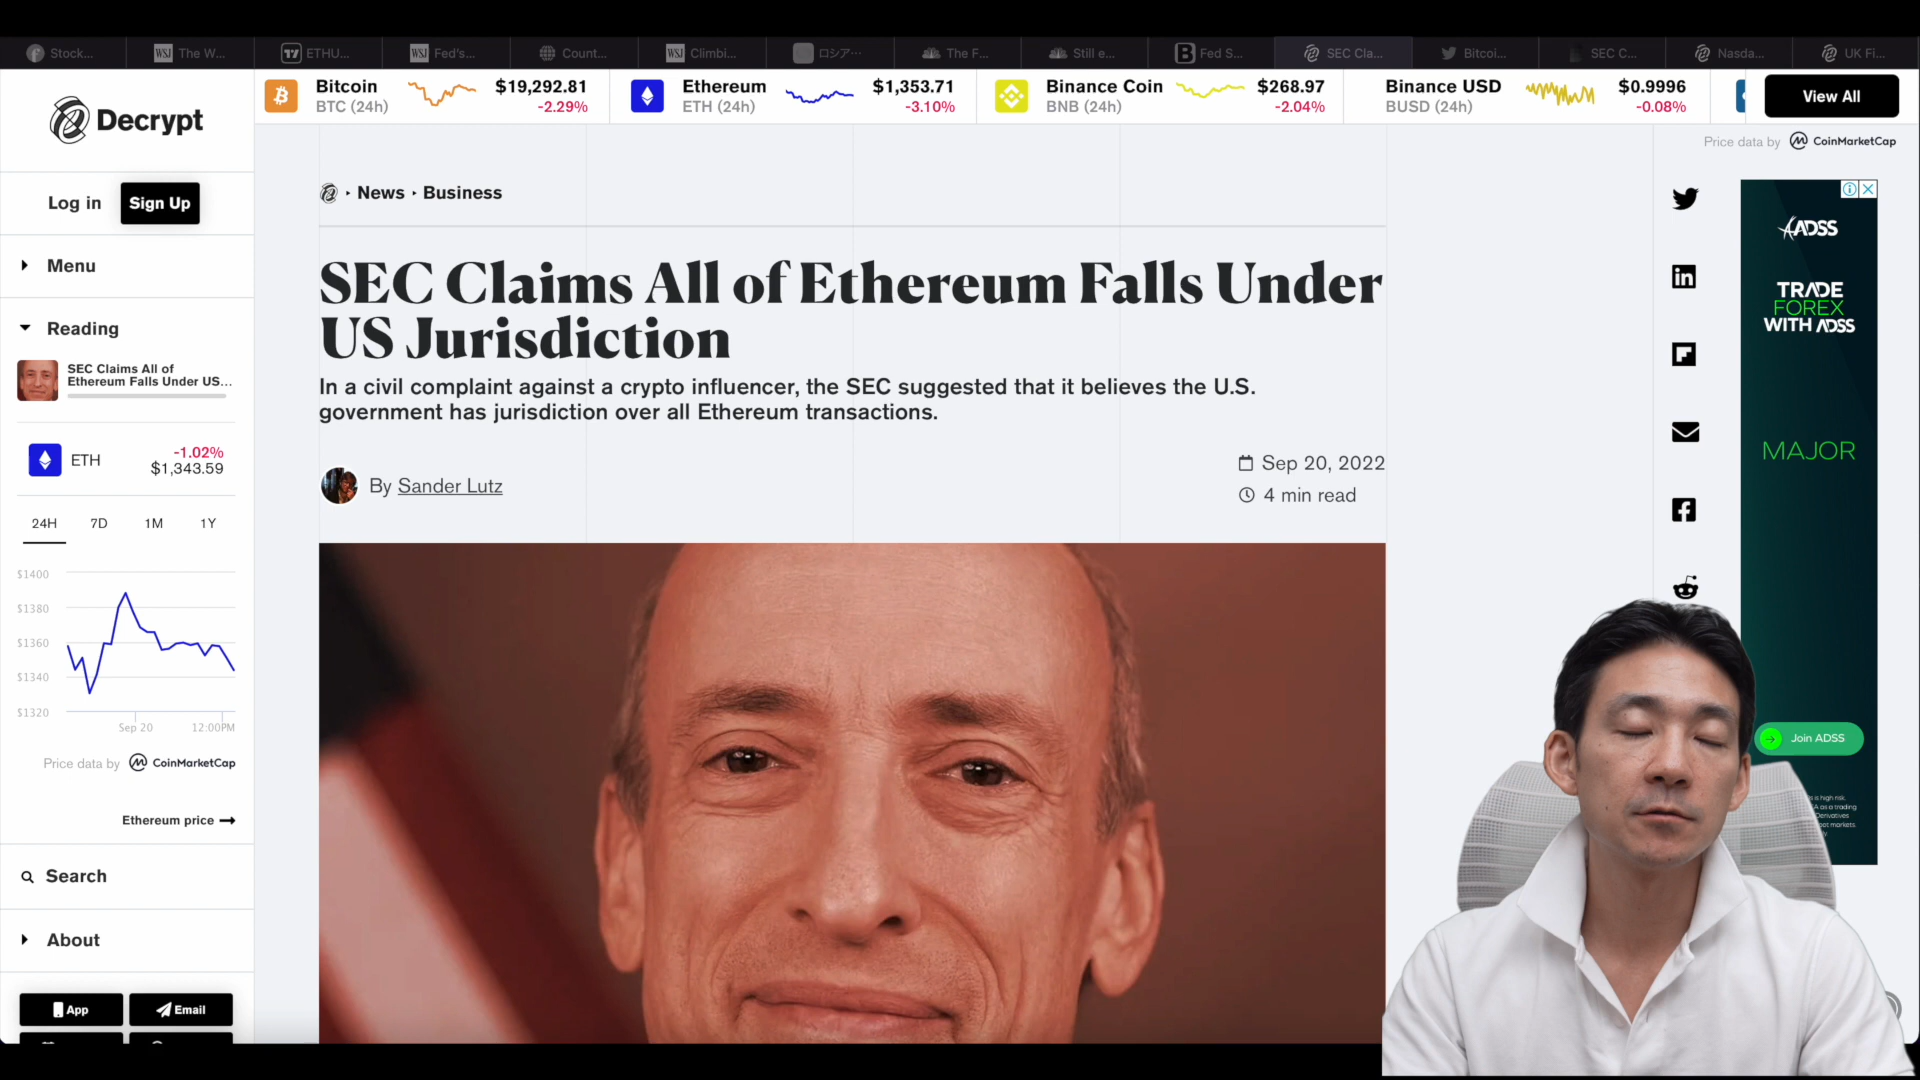 Stock...
The W...
ETHU...
Fed's...
Count...
Climbi...
ロシア…
The F...
Still e...
Fed S...
SEC Cla...
Bitcoi...
SEC C...
Nasda...
UK Fi...
Decrypt
Bitcoin
BTC (24h)
$19,292.81
-2.29%
Ethereum
ETH (24h)
$1,353.71
-3.10%
Binance Coin
BNB (24h)
$268.97
-2.04%
Binance USD
BUSD (24h)
$0.9996
-0.08%
View All
Price data by CoinMarketCap
Log in
Sign Up
Menu
Reading
SEC Claims All of
Ethereum Falls Under US...
ETH
-1.02%
$1,343.59
24H 7D 1M 1Y
$1400
$1380
$1360
$1340
$1320
Sep 20 12:00PM
Price data by CoinMarketCap
Ethereum price
Search
About
App
Email
News
Business
SEC Claims All of Ethereum Falls Under
US Jurisdiction
In a civil complaint against a crypto influencer, the SEC suggested that it believes the U.S.
government has jurisdiction over all Ethereum transactions.
By Sander Lutz
Sep 20, 2022
4 min read
ADSS
TRADE
FOREX
WITH ADSS
MAJOR
Join ADSS
is high risk.
as a trading
Derivatives
markets.